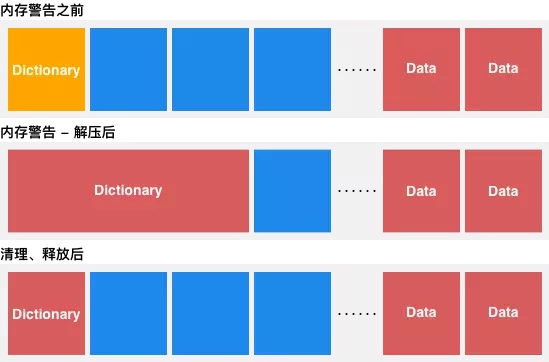 内存警告之前
Dictionary ...... Data Data
内存警告 – 解压后
Dictionary ...... Data Data
清理、释放后
Dictionary ...... Data Data